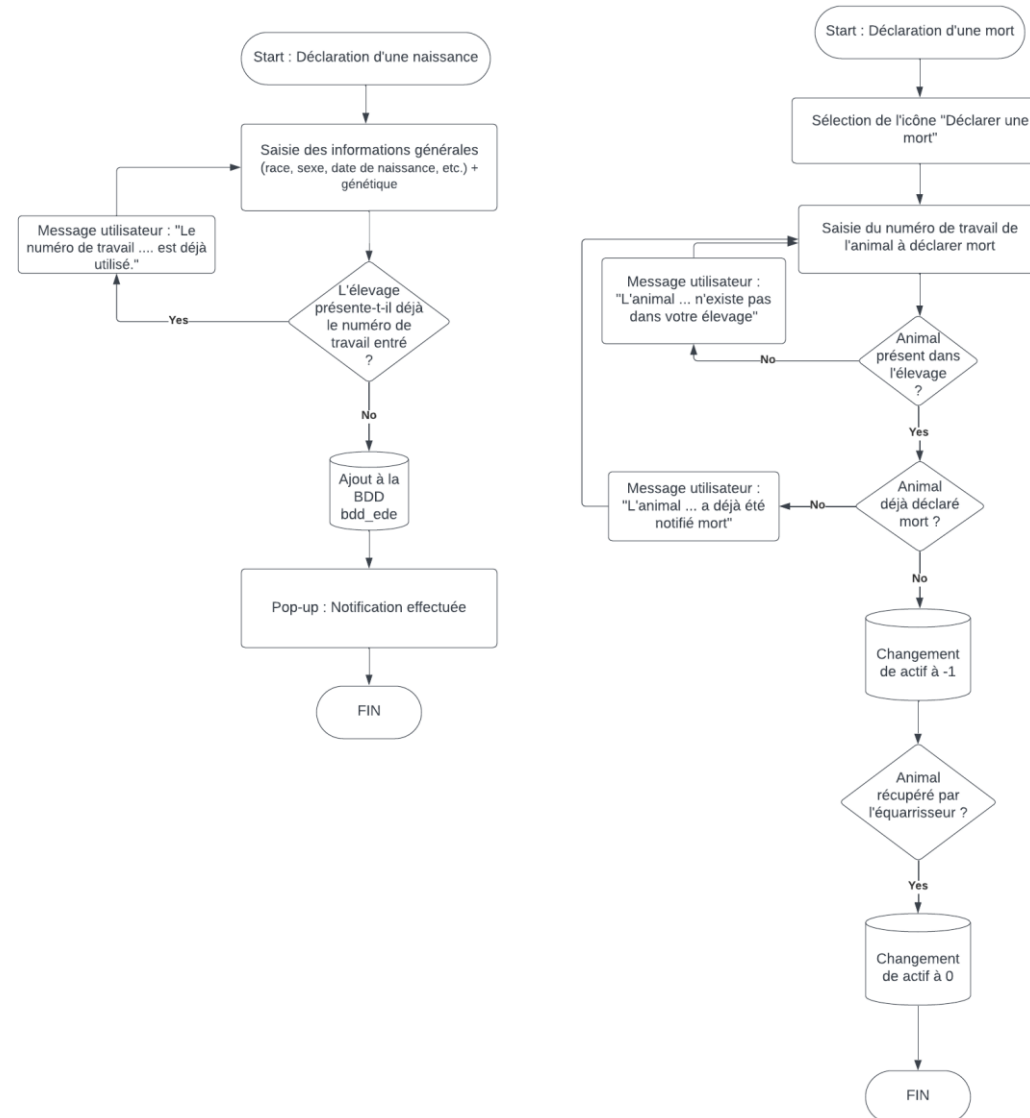 Start : Déclaration d'une naissance
Saisie des informations générales
(race, sexe, date de naissance, etc.) +
génétique
Message utilisateur : "Le
numéro de travail .... est déjà
utilisé."
L'élevage
présente-t-il déjà
le numéro de
travail entré
?
Yes
No
Ajout à la
BDD
bdd_ede
Pop-up : Notification effectuée
FIN
Start : Déclaration d'une mort
Sélection de l'icône "Déclarer une
mort"
Saisie du numéro de travail de
l'animal à déclarer mort
Message utilisateur :
"L'animal ... n'existe pas
dans votre élevage"
Animal
présent dans
l'élevage
?
No
Yes
Message utilisateur :
"L'animal ... a déjà été
notifié mort"
Animal
déjà déclaré
mort ?
No
No
Changement
de actif à -1
Animal
récupéré par
l'équarrisseur ?
Yes
Changement
de actif à 0
FIN